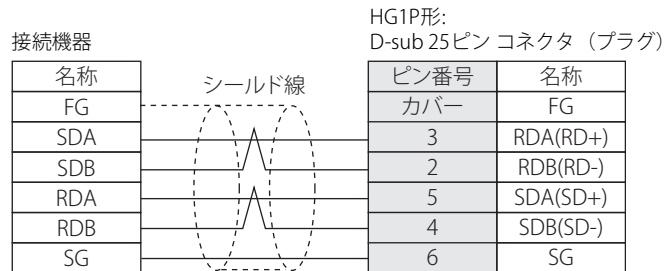 HG1P形:
接続機器
D-sub 25ピン コネクタ（プラグ）
名称
シールド線
ピン番号 名称
FG
カバー FG
SDA
3 RDA(RD+)
SDB
2 RDB(RD-)
RDA
5 SDA(SD+)
RDB
4 SDB(SD-)
SG
6 SG